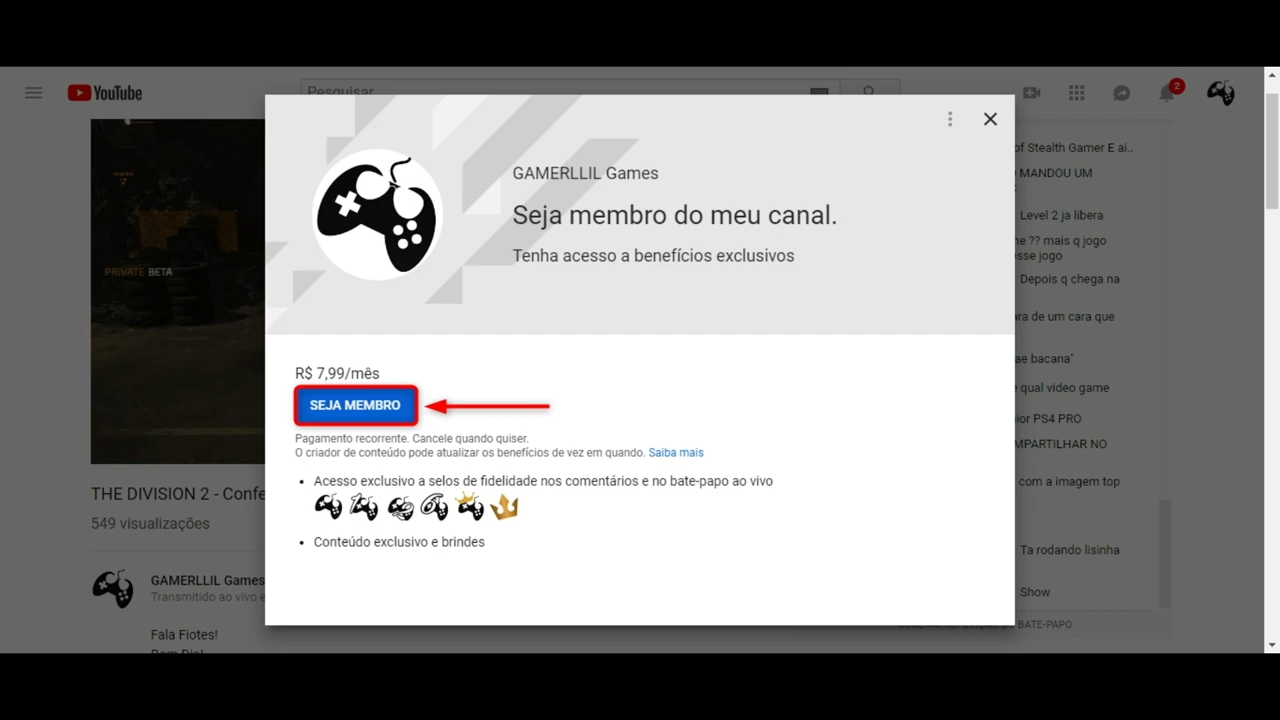 YouTube
Pesquisar
2
GAMERLLIL Games
Seja membro do meu canal.
Tenha acesso a benefícios exclusivos
R$ 7,99/mês
SEJA MEMBRO
Pagamento recorrente. Cancele quando quiser.
O criador de conteúdo pode atualizar os benefícios de vez em quando. Saiba mais
• Acesso exclusivo a selos de fidelidade nos comentários e no bate-papo ao vivo
• Conteúdo exclusivo e brindes
PRIVATE BETA
THE DIVISION 2 - Confe
549 visualizações
GAMERLLIL Games
Transmitido ao vivo e
Fala Fiotes!
Bom Dia!
of Stealth Gamer E ai..
O MANDOU UM
Level 2 ja libera
ne ?? mais q jogo
esse jogo
Depois q chega na
ara de um cara que
ae bacana"
e qual video game
ior PS4 PRO
MPARTILHAR NO
com a imagem top
Ta rodando lisinha
Show
BATE-PAPO